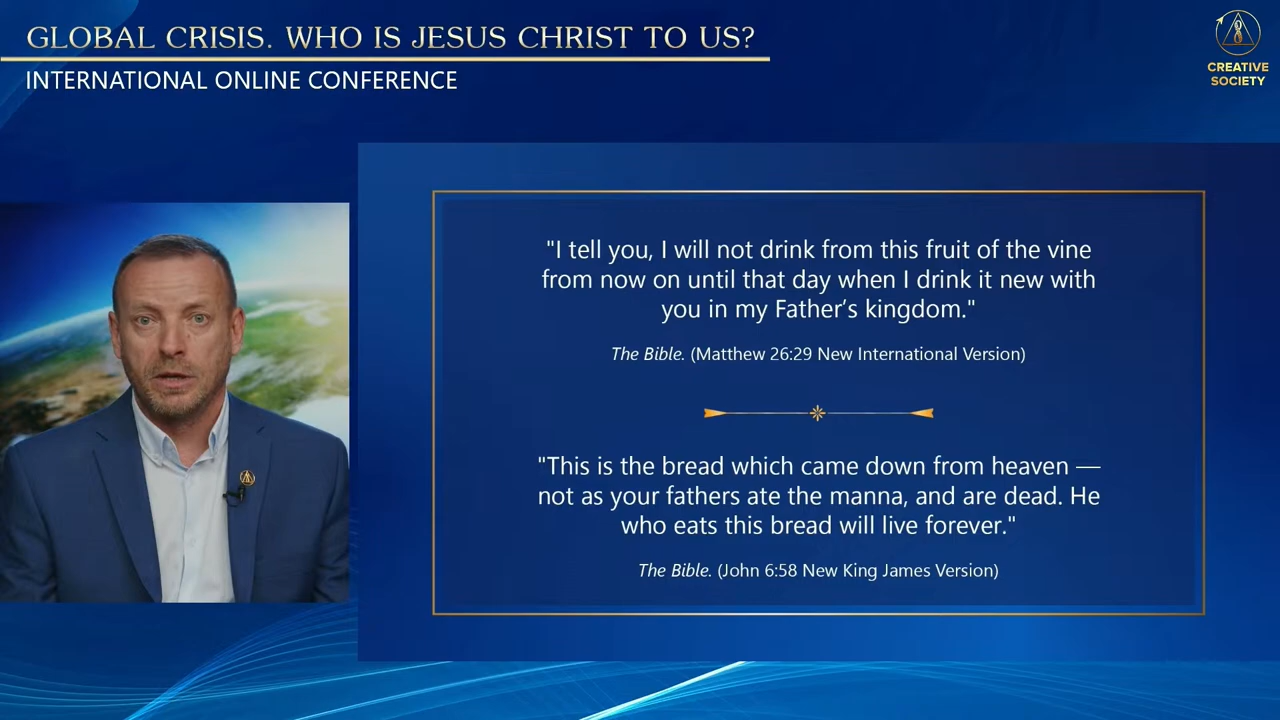 GLOBAL CRISIS. WHO IS JESUS CHRIST TO US?
INTERNATIONAL ONLINE CONFERENCE
CREATIVE
SOCIETY
"I tell you, I will not drink from this fruit of the vine
from now on until that day when I drink it new with
you in my Father’s kingdom."
The Bible. (Matthew 26:29 New International Version)
"This is the bread which came down from heaven —
not as your fathers ate the manna, and are dead. He
who eats this bread will live forever."
The Bible. (John 6:58 New King James Version)